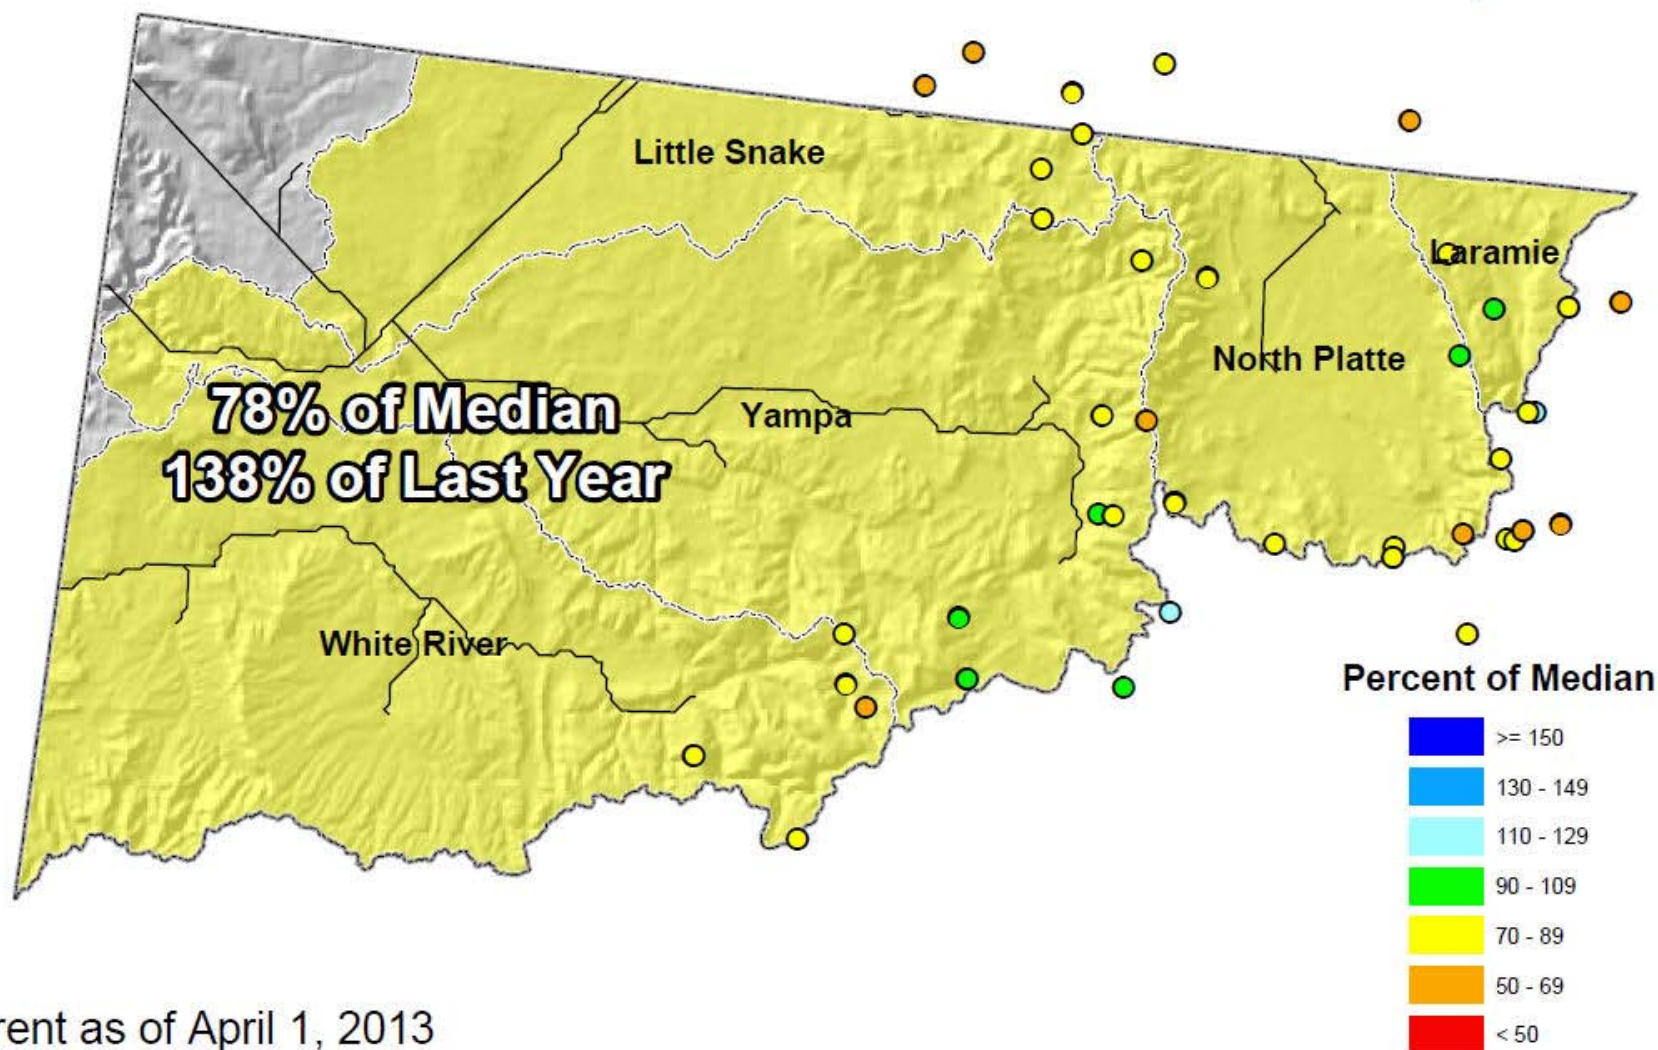 Little Snake
Laramie
North Platte
78% of Median
138% of Last Year
Yampa
White River
Percent of Median
>= 150
130 - 149
110 - 129
90 - 109
70 - 89
50 - 69
< 50
rent as of April 1, 2013